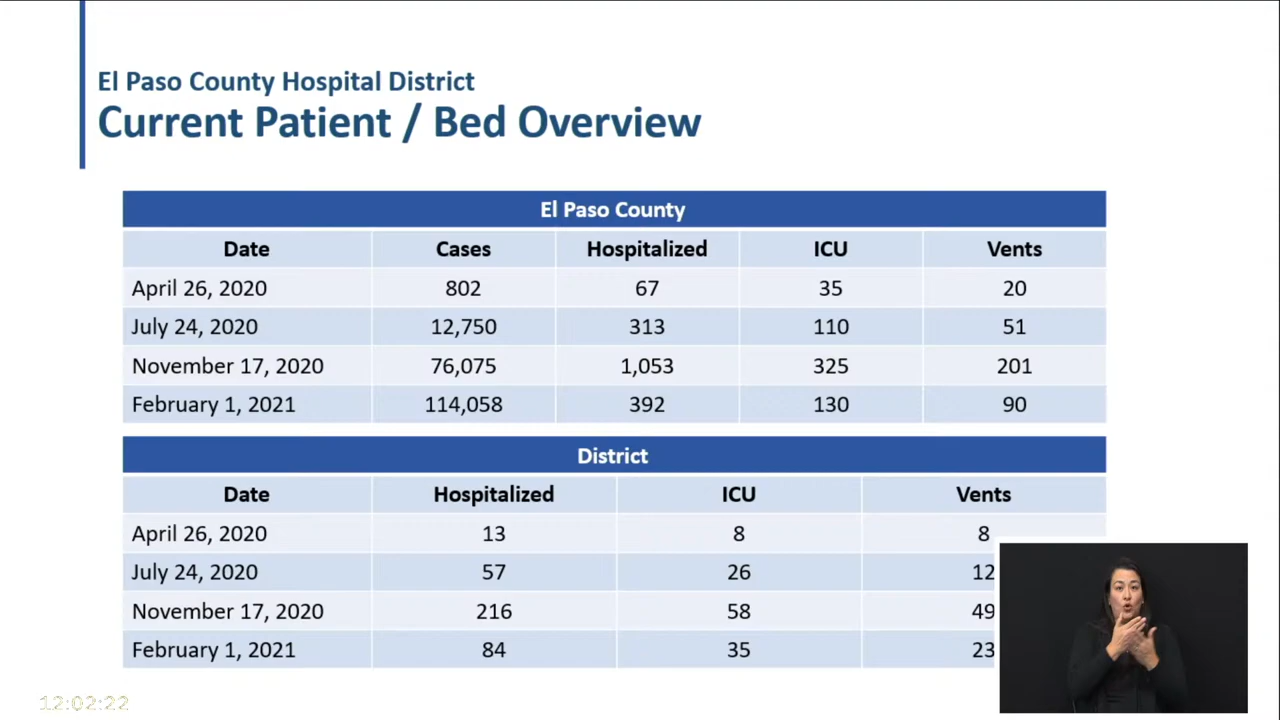 El Paso County Hospital District
Current Patient / Bed Overview
El Paso County
Date Cases Hospitalized ICU Vents
April 26, 2020 802 67 35 20
July 24, 2020 12,750 313 110 51
November 17, 2020 76,075 1,053 325 201
February 1, 2021 114,058 392 130 90
District
Date Hospitalized ICU Vents
April 26, 2020 13 8 8
July 24, 2020 57 26 12
November 17, 2020 216 58 49
February 1, 2021 84 35 23
12:02:22